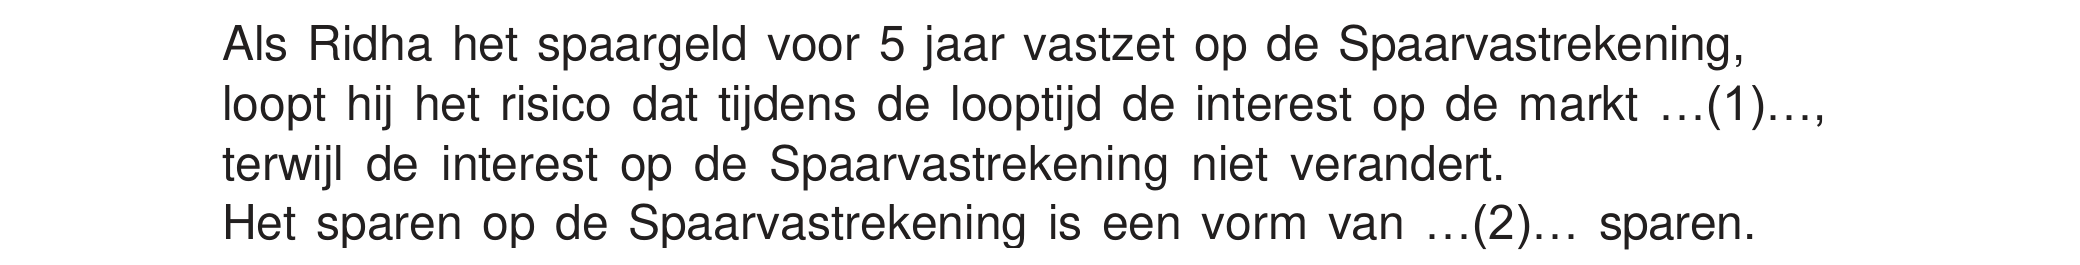 Als Ridha het spaargeld voor 5 jaar vastzet op de Spaarvastrekening,
loopt hij het risico dat tijdens de looptijd de interest op de markt …(1)…,
terwijl de interest op de Spaarvastrekening niet verandert.
Het sparen op de Spaarvastrekening is een vorm van …(2)… sparen.